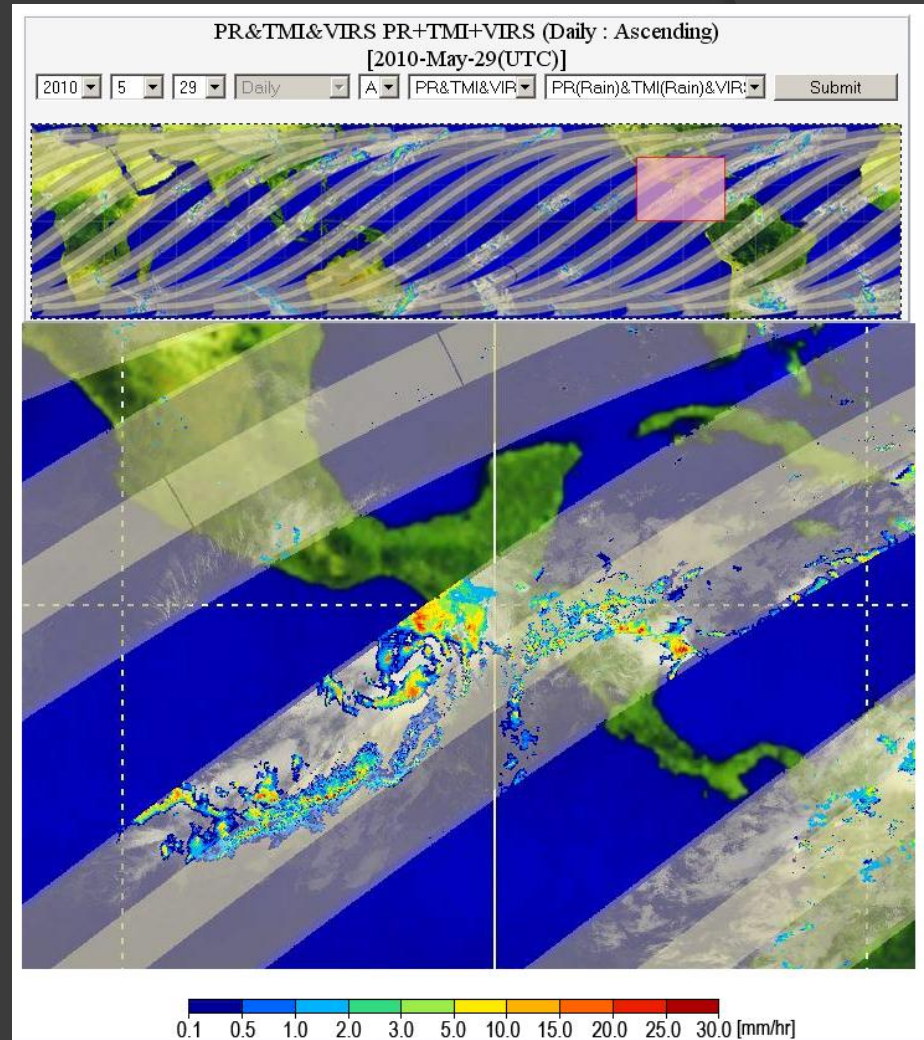 PR&TMI&VIRS PR+TMI+VIRS (Daily : Ascending)
[2010-May-29(UTC)]
2010 5 29 Daily A PR&TMI&VIR PR(Rain)&TMI(Rain)&VIR Submit
0.1 0.5 1.0 2.0 3.0 5.0 10.0 15.0 20.0 25.0 30.0 [mm/hr]